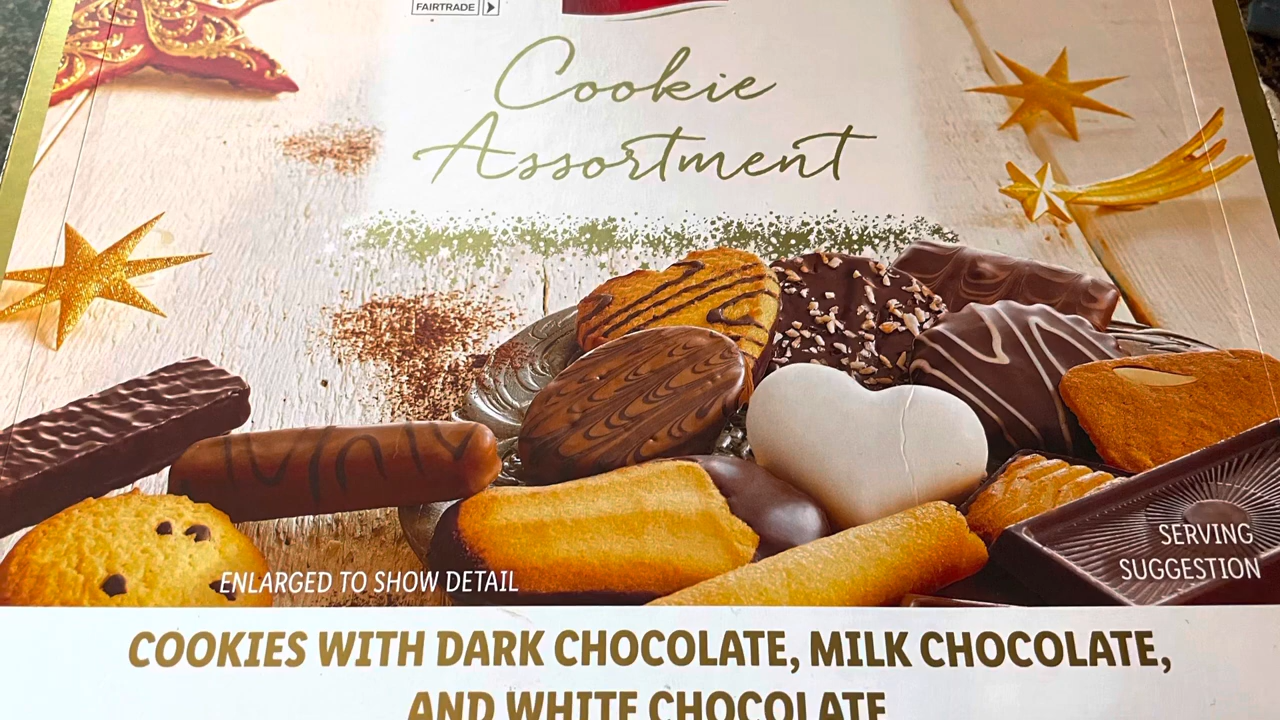 FAIRTRADE
Cookie
Assortment
ENLARGED TO SHOW DETAIL
SERVING
SUGGESTION
COOKIES WITH DARK CHOCOLATE, MILK CHOCOLATE,
AND WHITE CHOCOLATE